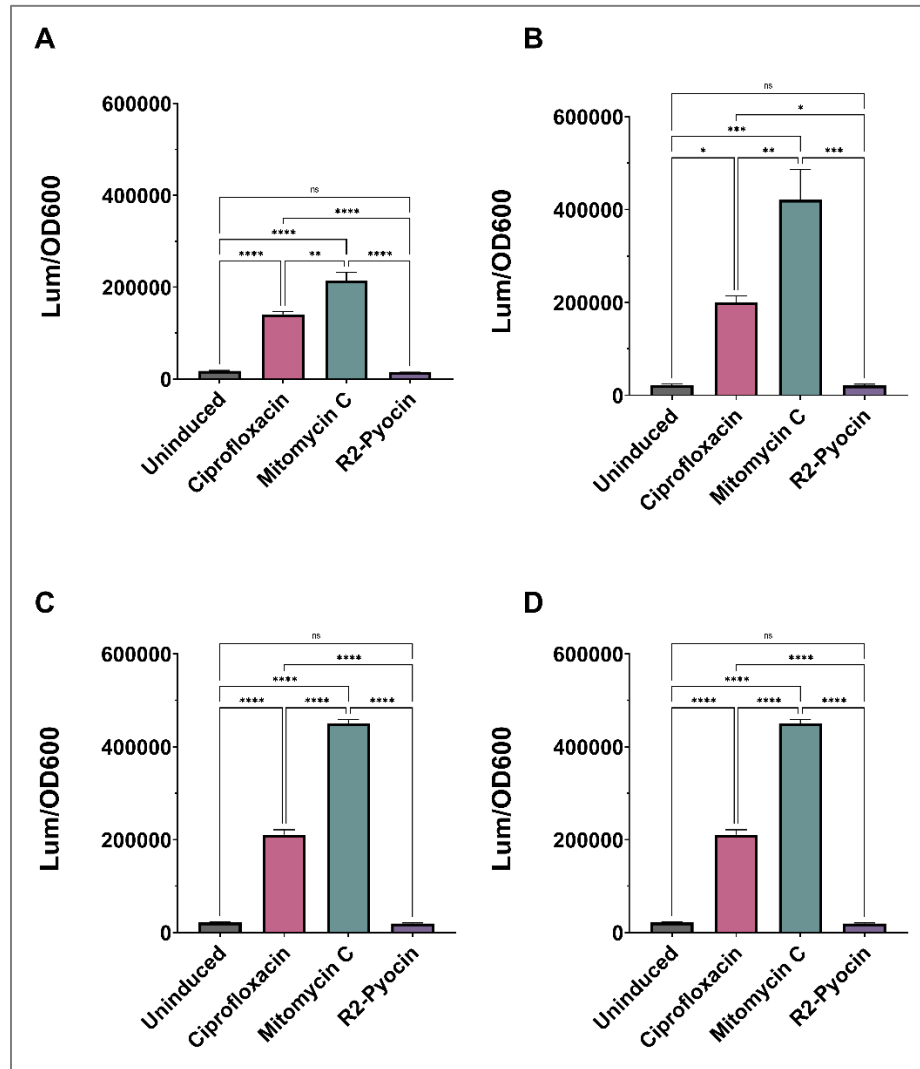 A
Lum/OD600
600000
400000
200000
0
ns
****
****
**** ** ****
Uninduced
Ciprofloxacin
Mitomycin C
R2-Pyocin
B
Lum/OD600
600000
400000
200000
0
ns
*
***
* ** ***
Uninduced
Ciprofloxacin
Mitomycin C
R2-Pyocin
C
Lum/OD600
600000
400000
200000
0
ns
****
****
**** **** ****
Uninduced
Ciprofloxacin
Mitomycin C
R2-Pyocin
D
Lum/OD600
600000
400000
200000
0
ns
****
****
**** **** ****
Uninduced
Ciprofloxacin
Mitomycin C
R2-Pyocin